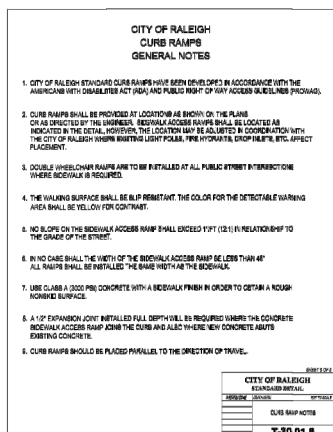 CITY OF RALEIGH
CURB RAMPS
GENERAL NOTES
1. CITY OF RALEIGH STANDARD CURB RAMPS HAVE BEEN DEVELOPED IN ACCORDANCE WITH THE
AMERICANS WITH DISABILITIES ACT (ADA) AND PUBLIC RIGHT OF WAY ACCESS GUIDELINES (PROWAG).
2. CURB RAMPS SHALL BE PROVIDED AT LOCATIONS AS SHOWN ON THE PLANS
OR AS DIRECTED BY THE ENGINEER. SIDEWALK ACCESS RAMPS SHALL BE LOCATED AS
INDICATED IN THE DETAIL, HOWEVER, THE LOCATION MAY BE ADJUSTED IN COORDINATION WITH
THE CITY OF RALEIGH WHERE EXISTING LIGHT POLES, FIRE HYDRANTS, DROP INLETS, ETC. AFFECT
PLACEMENT.
3. DOUBLE WHEELCHAIR RAMPS ARE TO BE INSTALLED AT ALL PUBLIC STREET INTERSECTIONS
WHERE SIDEWALK IS REQUIRED.
4. THE WALKING SURFACE SHALL BE SLIP RESISTANT. THE COLOR FOR THE DETECTABLE WARNING
AREA SHALL BE YELLOW FOR CONTRAST.
5. NO SLOPE ON THE SIDEWALK ACCESS RAMP SHALL EXCEED 1"/FT (12:1) IN RELATIONSHIP TO
THE GRADE OF THE STREET.
6. IN NO CASE SHALL THE WIDTH OF THE SIDEWALK ACCESS RAMP BE LESS THAN
ALL RAMPS SHALL BE INSTALLED THE SAME WIDTH AS THE SIDEWALK.
7. USE CLASS A (3000 PSI) CONCRETE WITH A SIDEWALK FINISH IN ORDER TO OBTAIN A ROUGH
NONSKID SURFACE.
8. A 1/2" EXPANSION JOINT INSTALLED FULL DEPTH WILL BE REQUIRED WHERE THE CONCRETE
SIDEWALK ACCESS RAMP JOINS THE CURB AND ALSO WHERE NEW CONCRETE ABUTS
EXISTING CONCRETE.
9. CURB RAMPS SHOULD BE PLACED PARALLEL TO THE DIRECTION OF TRAVEL.
CITY OF RALEIGH
STANDARD DETAIL
CURB RAMP NOTES